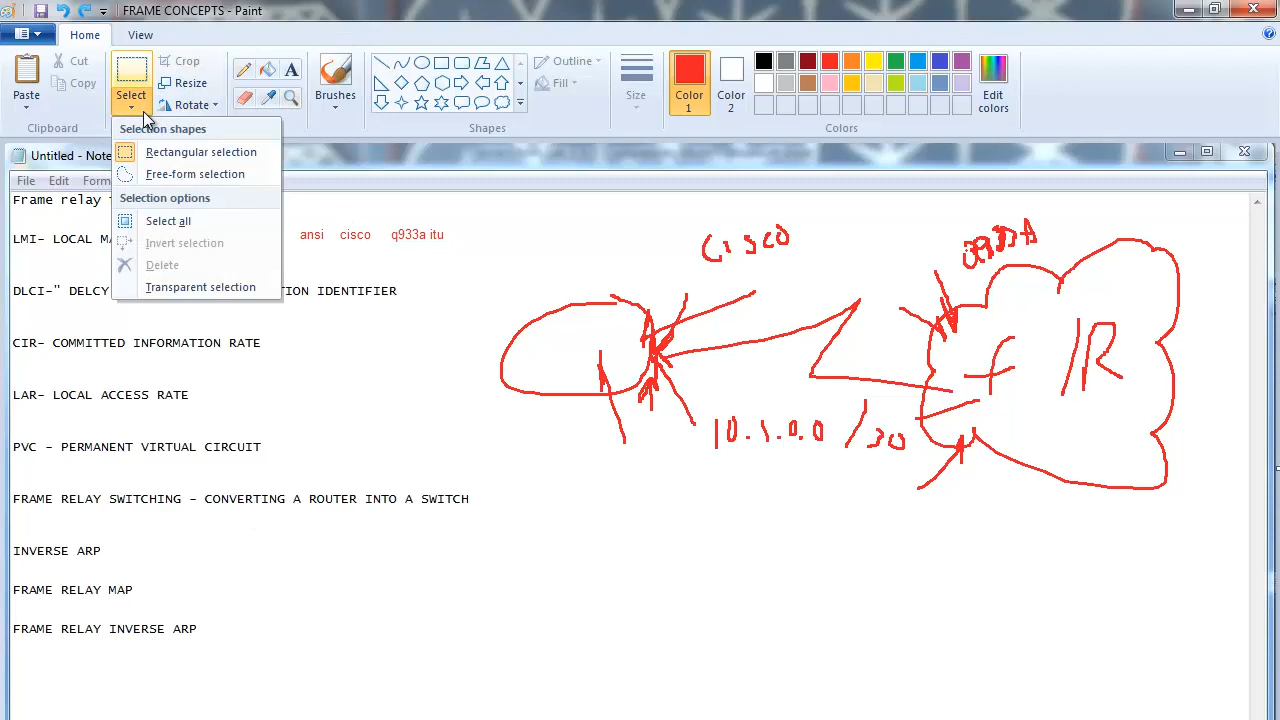 FRAME CONCEPTS - Paint
Home View
Paste
Cut
Copy
Clipboard
Select
Crop
Resize
Rotate
Brushes
Shapes
Outline
Fill
Size
Color 1
Color 2
Edit colors
Colors
Selection shapes
Rectangular selection
Free-form selection
Selection options
Select all
Invert selection
Delete
Transparent selection
Untitled - Note
File Edit Form
Frame relay
LMI- LOCAL MA ansi cisco q933a itu
DLCI-" DELCY TION IDENTIFIER
CIR- COMMITTED INFORMATION RATE
LAR- LOCAL ACCESS RATE
PVC - PERMANENT VIRTUAL CIRCUIT
FRAME RELAY SWITCHING - CONVERTING A ROUTER INTO A SWITCH
INVERSE ARP
FRAME RELAY MAP
FRAME RELAY INVERSE ARP
Cisco
Q933A
f/R
10.1.0.0/30